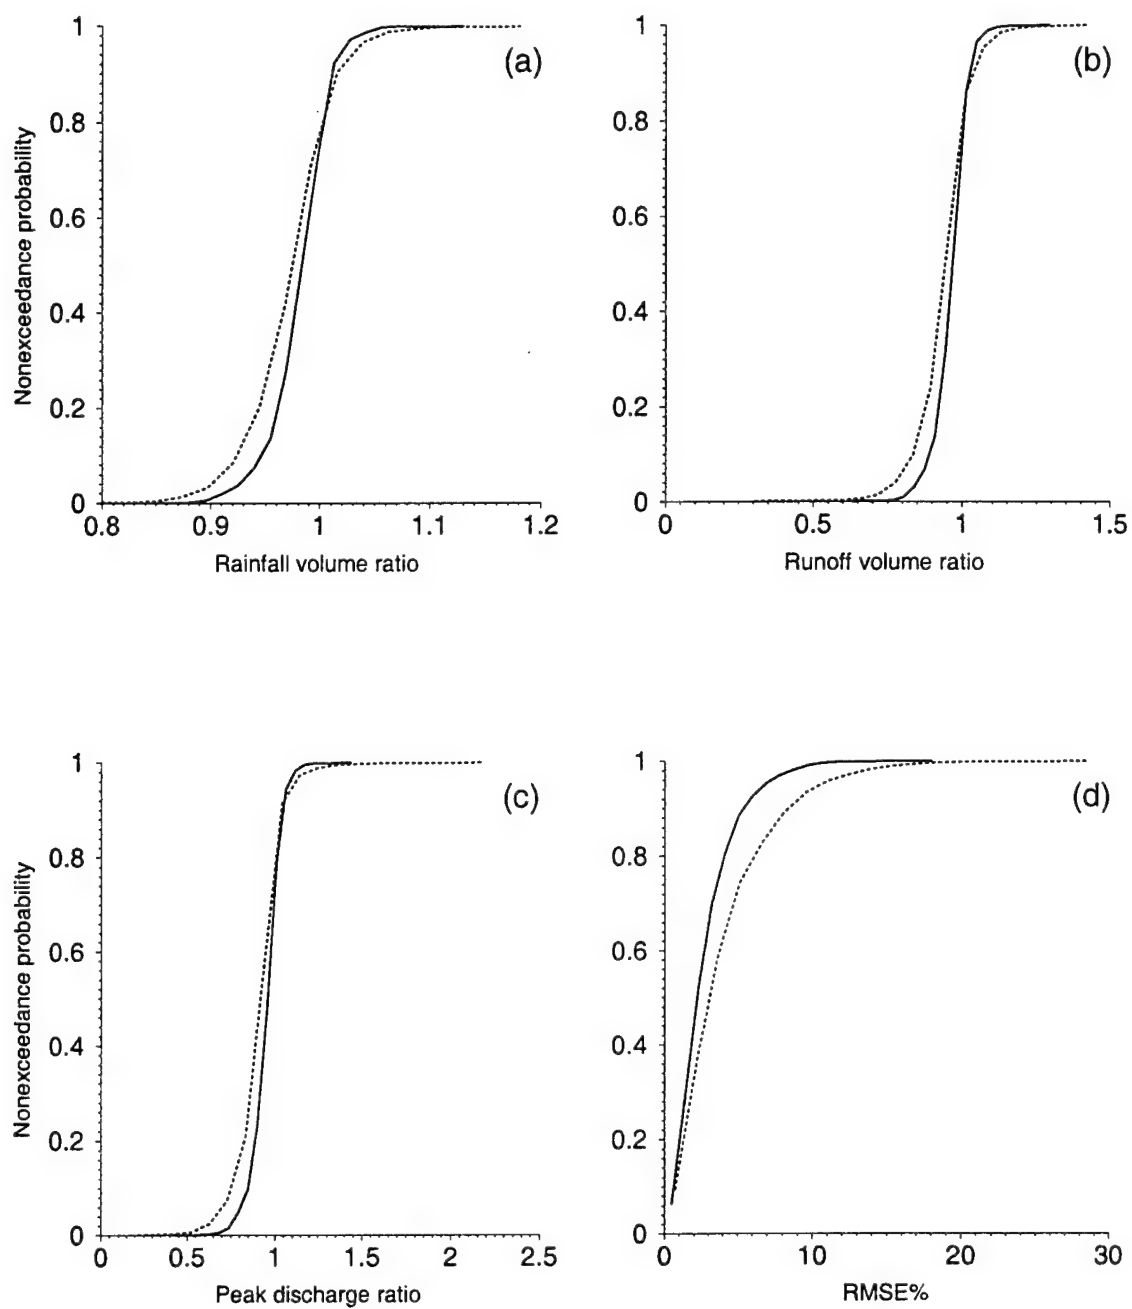 1
0.8
0.6
0.4
0.2
0
Nonexceedance probability
(a)
0.8 0.9 1 1.1 1.2
Rainfall volume ratio
1
0.8
0.6
0.4
0.2
0
(b)
0 0.5 1 1.5
Runoff volume ratio
1
0.8
0.6
0.4
0.2
0
Nonexceedance probability
(c)
0 0.5 1 1.5 2 2.5
Peak discharge ratio
1
0.8
0.6
0.4
0.2
0
(d)
0 10 20 30
RMSE%